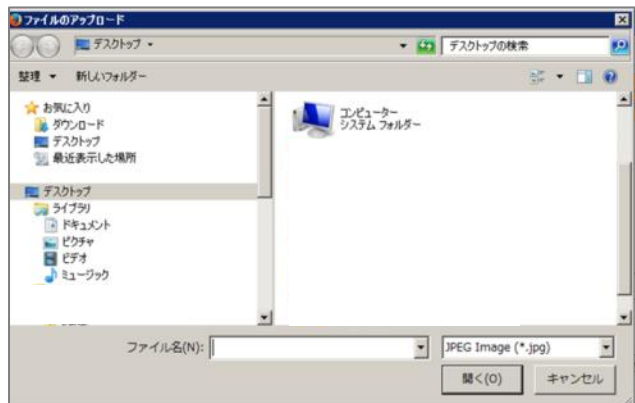 ファイルのアップロード
デスクトップ
デスクトップの検索
整理 新しいフォルダー
お気に入り
ダウンロード
デスクトップ
最近表示した場所
デスクトップ
ライブラリ
ドキュメント
ピクチャ
ビデオ
ミュージック
コンピューター
システム フォルダー
ファイル名(N):
JPEG Image (*.jpg)
開く(O) キャンセル